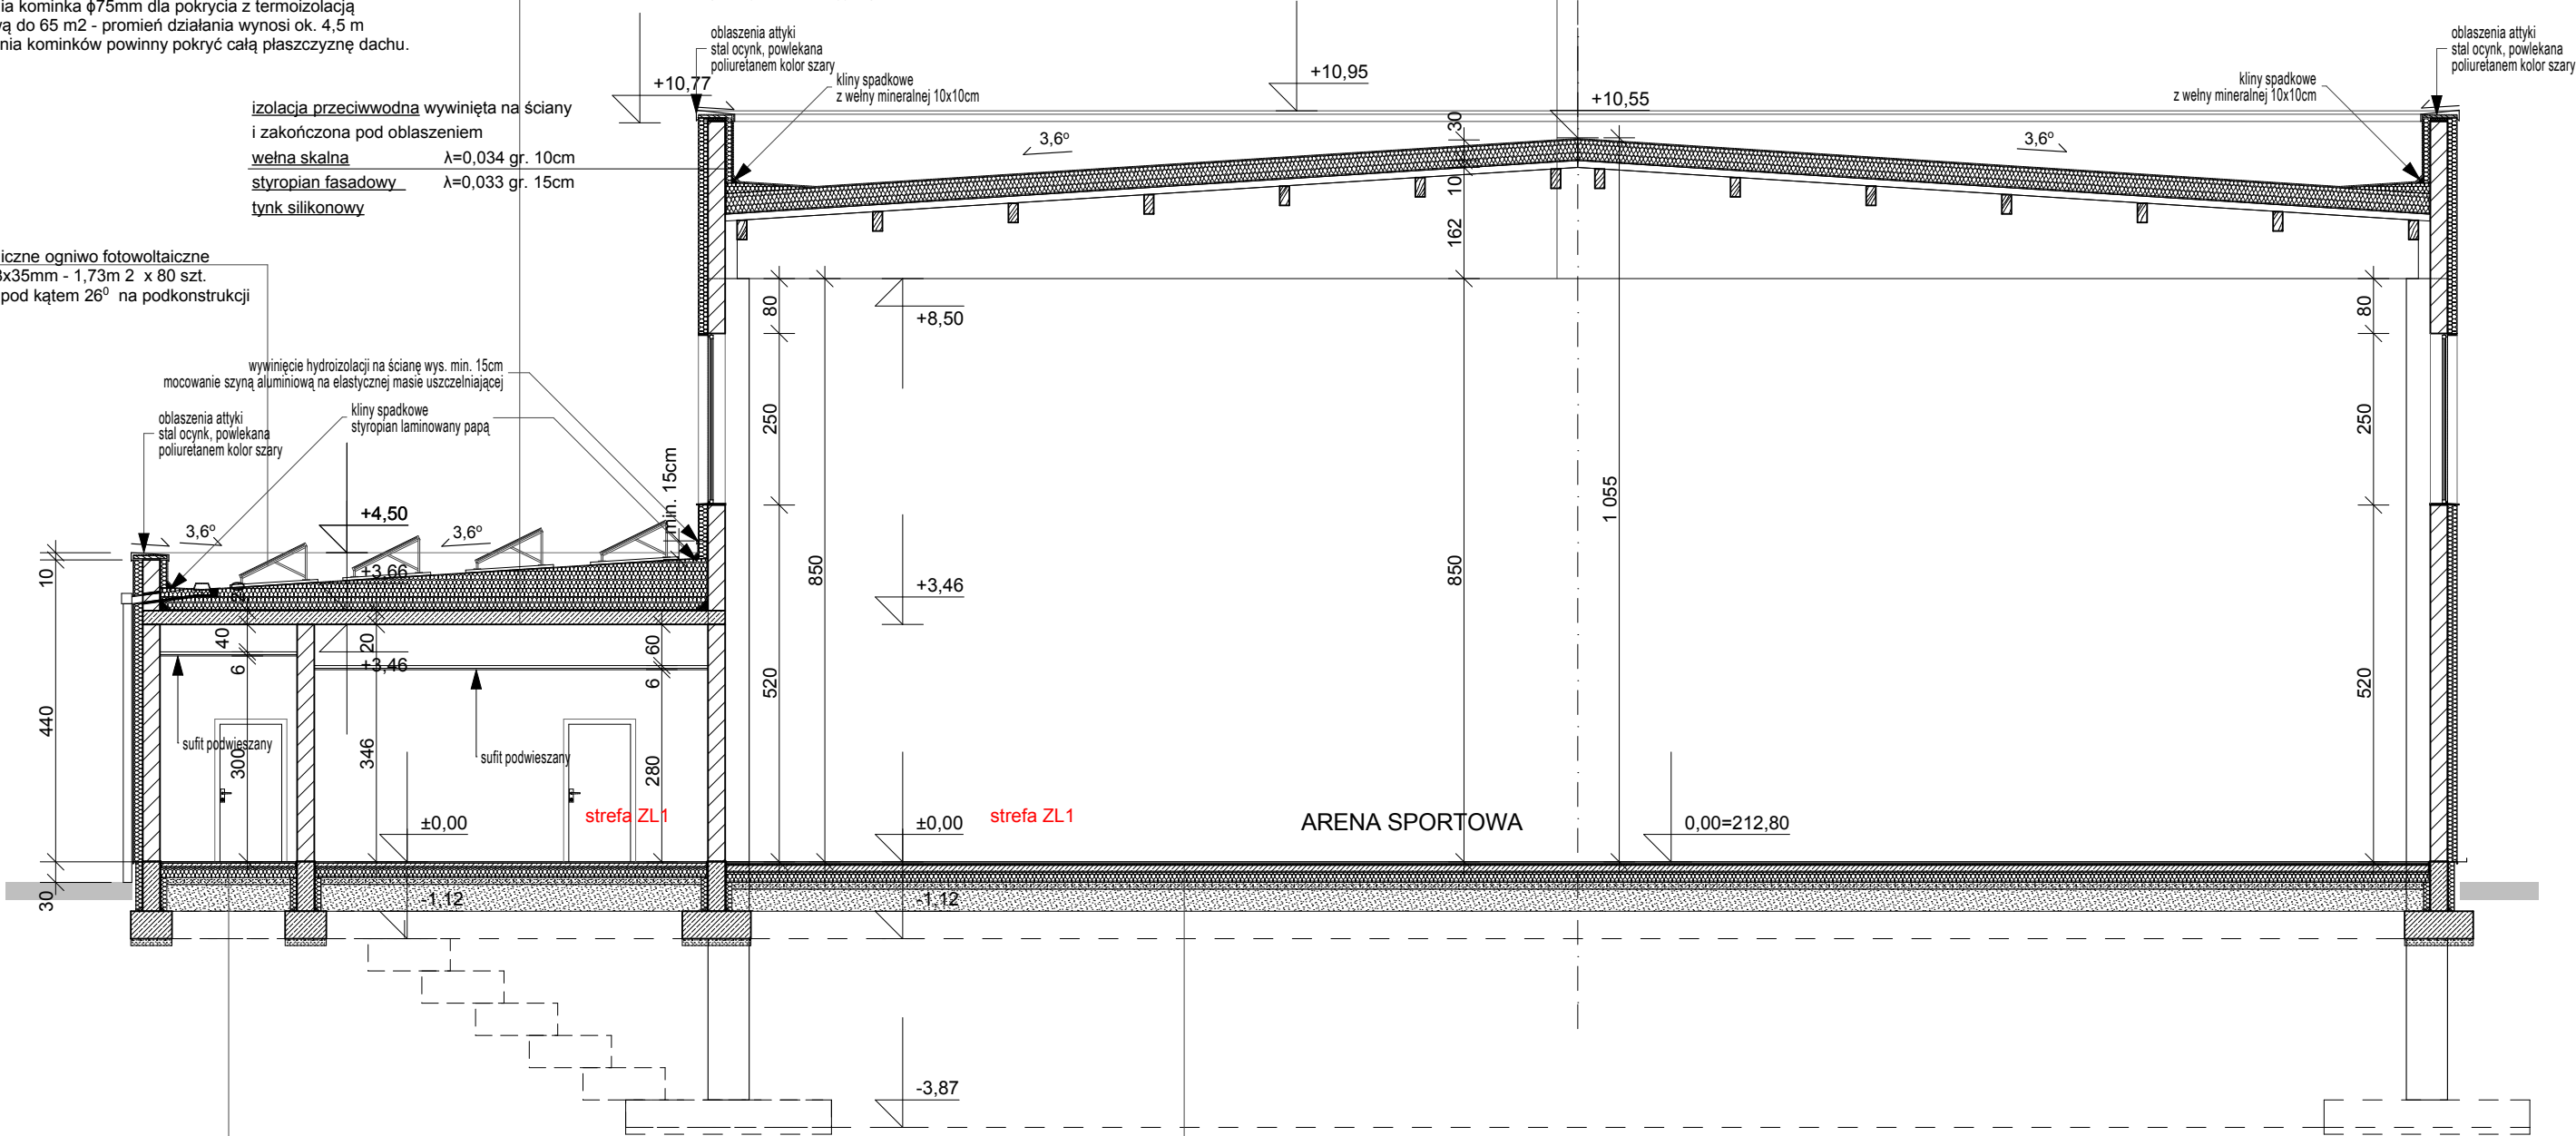 ia kominka ϕ75mm dla pokrycia z termoizolacją
ą do 65 m2 - promień działania wynosi ok. 4,5 m
nia kominków powinny pokryć całą płaszczyznę dachu.
oblaszenia attyki
stal ocynk, powlekana
poliuretanem kolor szary
+10,77
kliny spadkowe
z wełny mineralnej 10x10cm
+10,95
+10,55
kliny spadkowe
z wełny mineralnej 10x10cm
oblaszenia attyki
stal ocynk, powlekana
poliuretanem kolor szary
izolacja przeciwwodna wywinięta na ściany
i zakończona pod oblaszeniem
wełna skalna λ=0,034 gr. 10cm
styropian fasadowy λ=0,033 gr. 15cm
tynk silikonowy
3,6º
30
3,6º
10
162
iczne ogniwo fotowoltaiczne
3x35mm - 1,73m 2 x 80 szt.
pod kątem 26⁰ na podkonstrukcji
80
+8,50
80
wywinięcie hydroizolacji na ścianę wys. min. 15cm
mocowanie szyną aluminiową na elastycznej masie uszczelniającej
oblaszenia attyki
stal ocynk, powlekana
poliuretanem kolor szary
kliny spadkowe
styropian laminowany papą
250
250
min. 15cm
1 055
+4,50
3,6º
3,6º
10
+3,66
20
850
850
+3,46
40
20
60
6
+3,46
6
520
520
440
sufit podwieszany
300
346
sufit podwieszany
280
strefa ZL1
±0,00
±0,00
strefa ZL1
ARENA SPORTOWA
0,00=212,80
30
-1,12
-1,12
-3,87